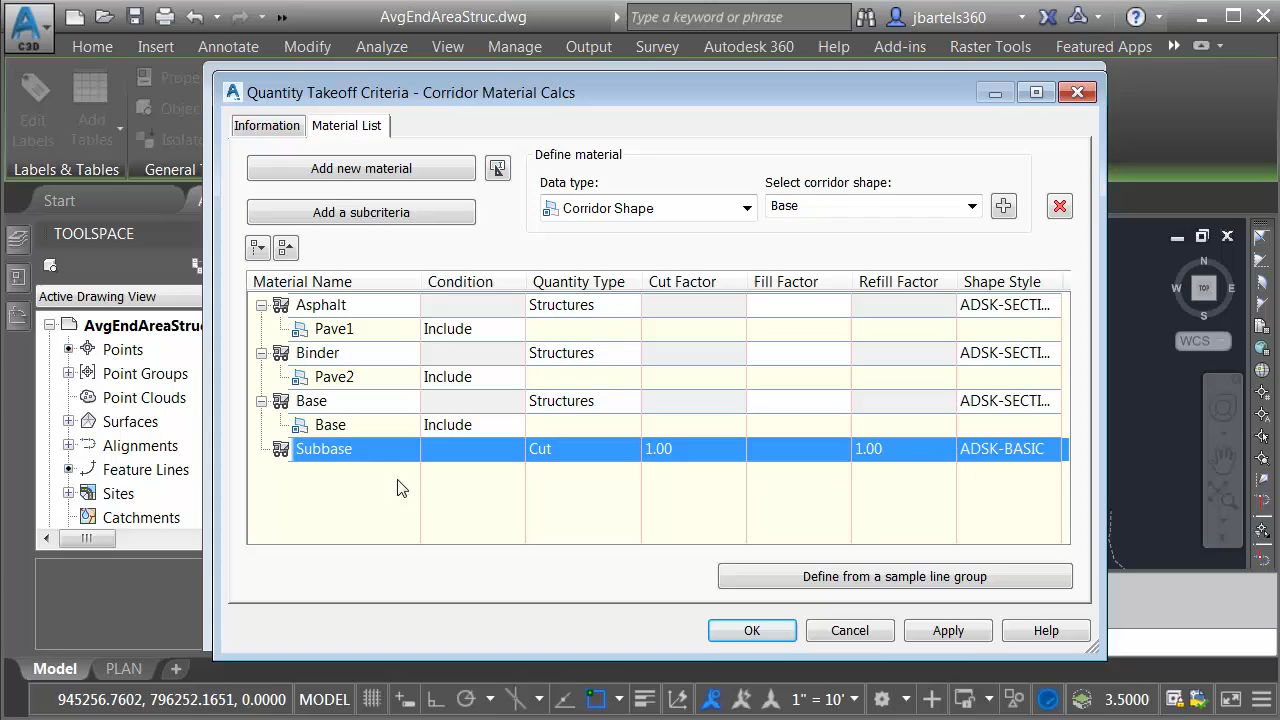 AvgEndAreaStruc.dwg
Type a keyword or phrase
jbartels360
C3D
Home Insert Annotate Modify Analyze View Manage Output Survey Autodesk 360 Help Add-ins Raster Tools Featured Apps
Quantity Takeoff Criteria - Corridor Material Calcs
Edit Labels
Add Tables
Labels & Tables
General
Start
Information Material List
Add new material
Add a subcriteria
Define material
Data type:
Corridor Shape
Select corridor shape:
Base
Material Name Condition Quantity Type Cut Factor Fill Factor Refill Factor Shape Style
Asphalt Structures ADSK-SECTI...
Pave1 Include
Binder Structures ADSK-SECTI...
Pave2 Include
Base Structures ADSK-SECTI...
Base Include
Subbase Cut 1.00 1.00 ADSK-BASIC
Define from a sample line group
OK Cancel Apply Help
TOOLSPACE
Active Drawing View
AvgEndAreaStruc
Points
Point Groups
Point Clouds
Surfaces
Alignments
Feature Lines
Sites
Catchments
N
W TOP E
S
WCS
Model PLAN
945256.7602, 796252.1651, 0.0000 MODEL 1" = 10' 3.5000